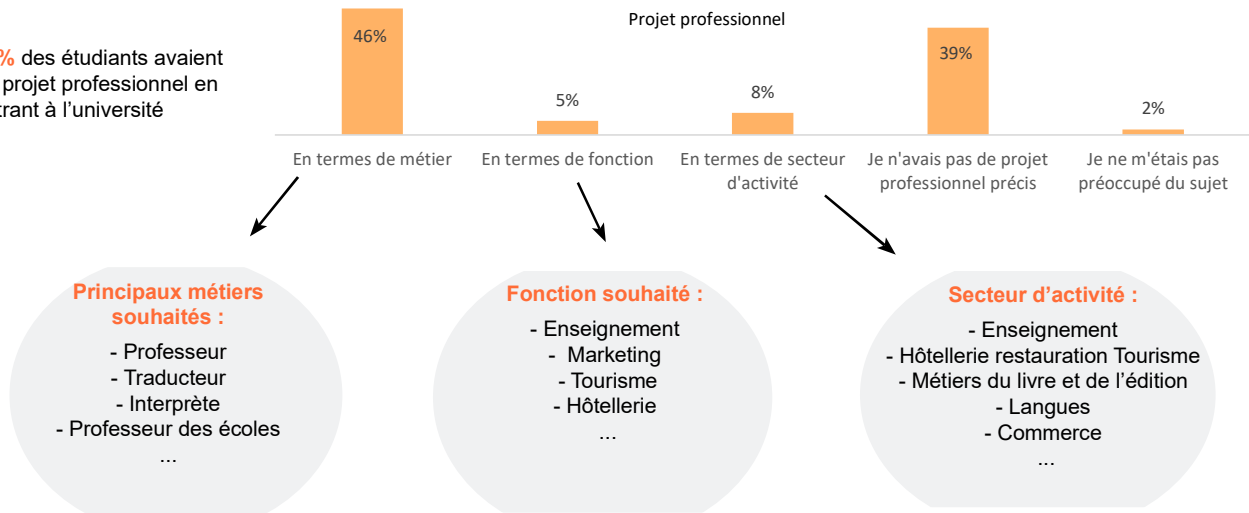 Projet professionnel
% des étudiants avaient
projet professionnel en
trant à l'université
46%
5%
8%
39%
2%
En termes de métier
En termes de fonction
En termes de secteur
d'activité
Je n'avais pas de projet
professionnel précis
Je ne m'étais pas
préoccupé du sujet
Principaux métiers
souhaités :
- Professeur
- Traducteur
- Interprète
- Professeur des écoles
...
Fonction souhaité :
- Enseignement
- Marketing
- Tourisme
- Hôtellerie
...
Secteur d’activité :
- Enseignement
- Hôtellerie restauration Tourisme
- Métiers du livre et de l’édition
- Langues
- Commerce
...